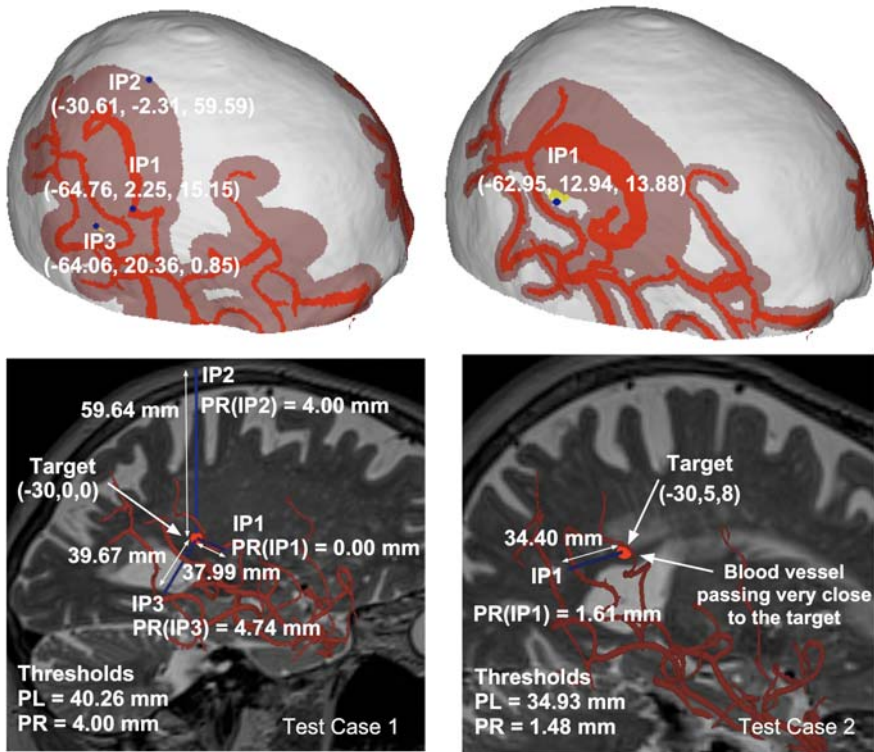 IP2
(-30.61, -2.31, 59.59)
IP1
(-64.76, 2.25, 15.15)
IP3
(-64.06, 20.36, 0.85)
IP1
(-62.95, 12.94, 13.88)
IP2
59.64 mm
PR(IP2) = 4.00 mm
Target
(-30,0,0)
IP1
PR(IP1) = 0.00 mm
39.67 mm
37.99 mm
IP3
PR(IP3) = 4.74 mm
Thresholds
PL = 40.26 mm
PR = 4.00 mm
Test Case 1
Target
(-30,5,8)
34.40 mm
IP1
Blood vessel
passing very close
to the target
PR(IP1) = 1.61 mm
Thresholds
PL = 34.93 mm
PR = 1.48 mm
Test Case 2